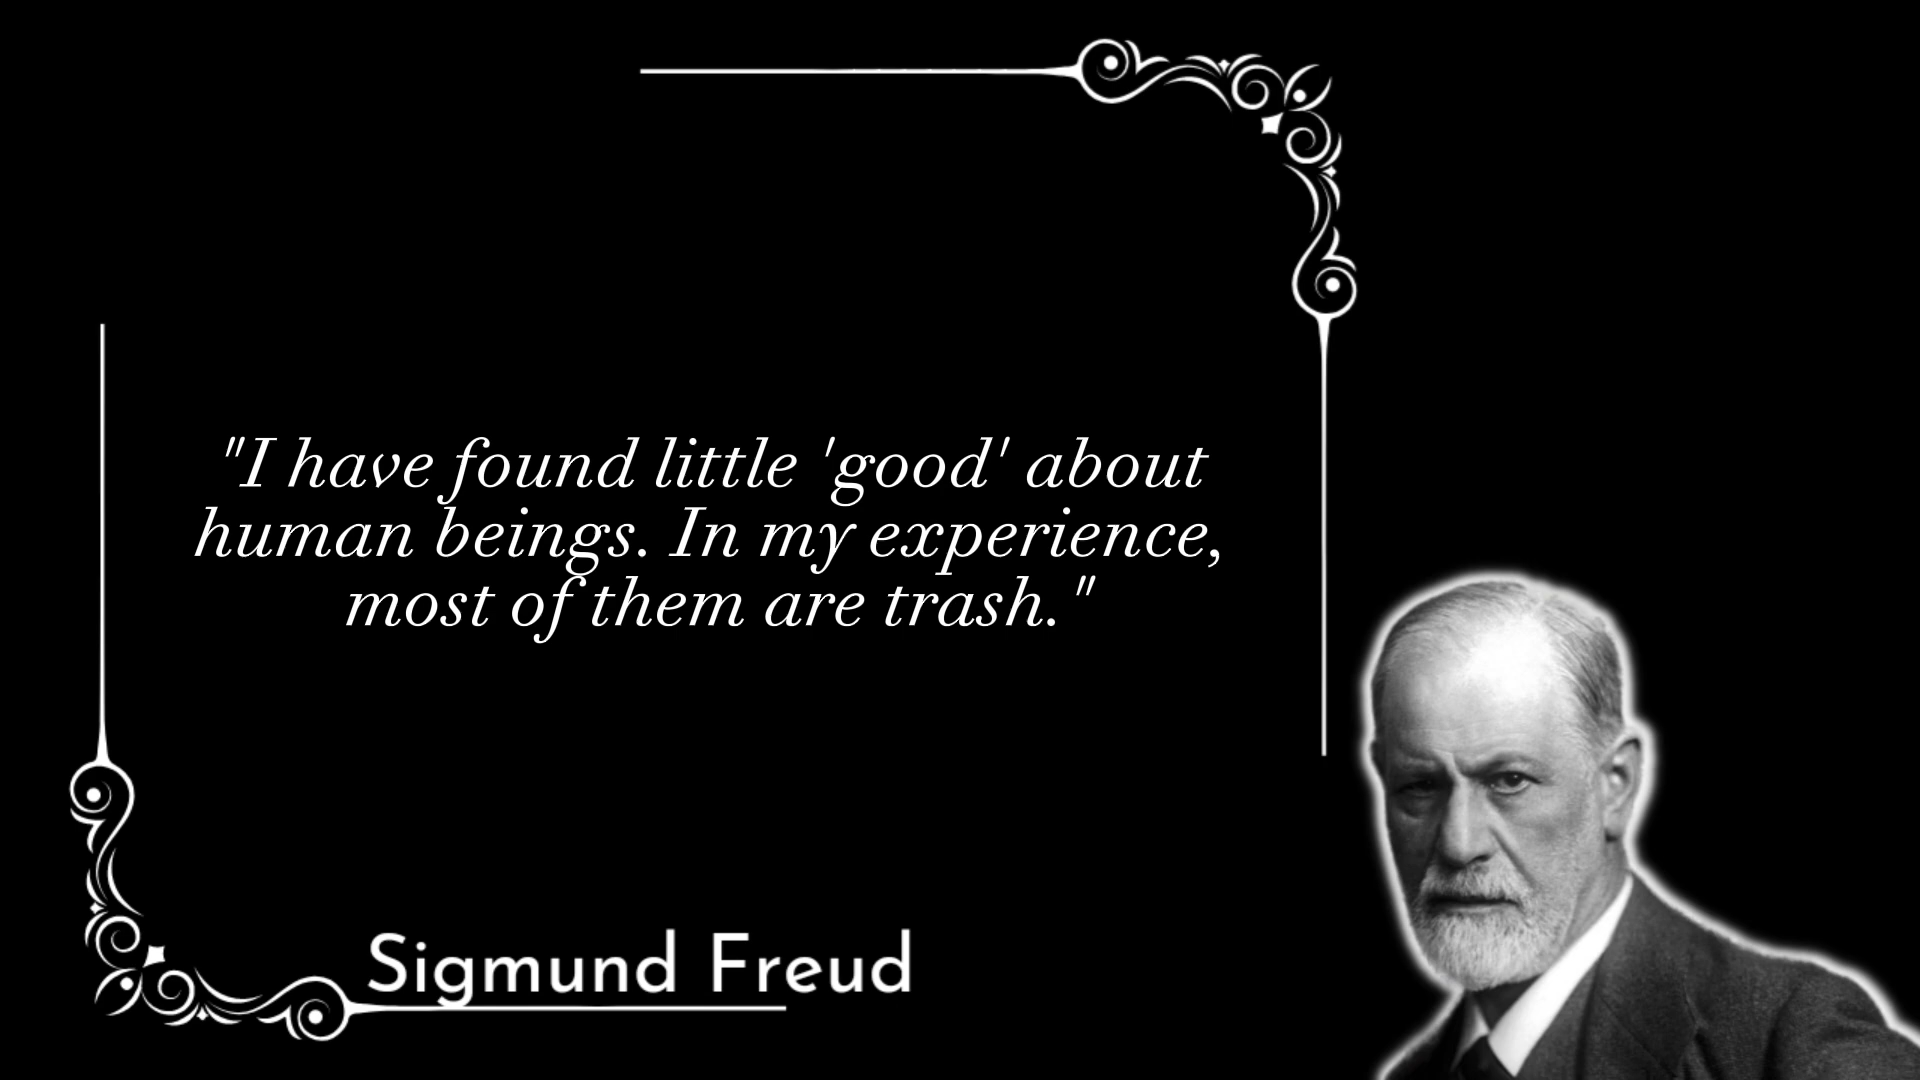 "I have found little 'good' about
human beings. In my experience,
most of them are trash."
Sigmund Freud